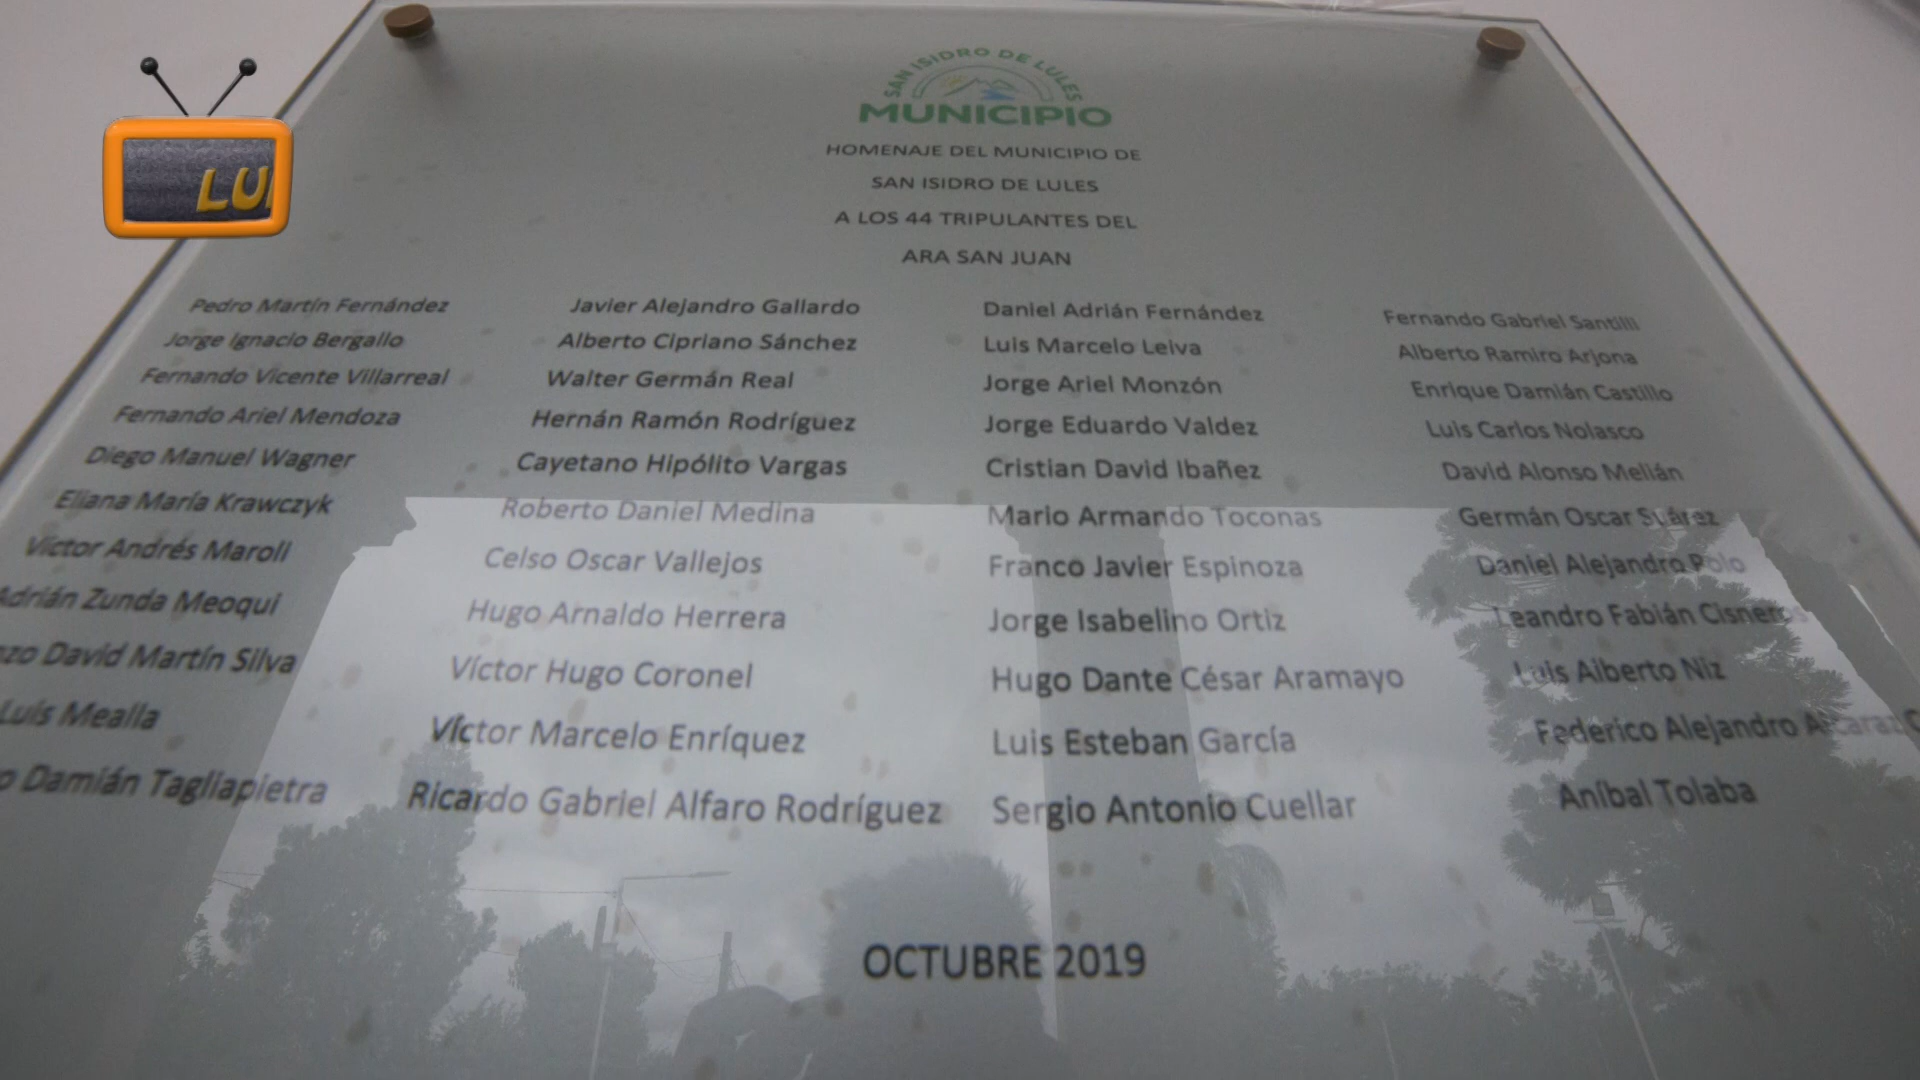 LU
SAN ISIDRO DE LULES
MUNICIPIO
HOMENAJE DEL MUNICIPIO DE
SAN ISIDRO DE LULES
A LOS 44 TRIPULANTES DEL
ARA SAN JUAN
Pedro Martín Fernández
Jorge Ignacio Bergallo
Fernando Vicente Villarreal
Fernando Ariel Mendoza
Diego Manuel Wagner
Eliana María Krawczyk
Víctor Andrés Maroli
Adrián Zunda Meoqui
David Martín Silva
Luis Mealla
Damián Tagliapietra
Javier Alejandro Gallardo
Alberto Cipriano Sánchez
Walter Germán Real
Hernán Ramón Rodríguez
Cayetano Hipólito Vargas
Roberto Daniel Medina
Celso Oscar Vallejos
Hugo Arnaldo Herrera
Víctor Hugo Coronel
Víctor Marcelo Enríquez
Ricardo Gabriel Alfaro Rodríguez
Daniel Adrián Fernández
Luis Marcelo Leiva
Jorge Ariel Monzón
Jorge Eduardo Valdez
Cristian David Ibañez
Mario Armando Toconas
Franco Javier Espinoza
Jorge Isabelino Ortiz
Hugo Dante César Aramayo
Luis Esteban García
Sergio Antonio Cuellar
Fernando Gabriel Santilli
Alberto Ramiro Arjona
Enrique Damián Castillo
Luis Carlos Nolasco
David Alonso Melián
Germán Oscar Suárez
Daniel Alejandro Polo
Leandro Fabián Cisneros
Luis Alberto Niz
Federico Alejandro Alcaraz
Aníbal Tolaba
OCTUBRE 2019